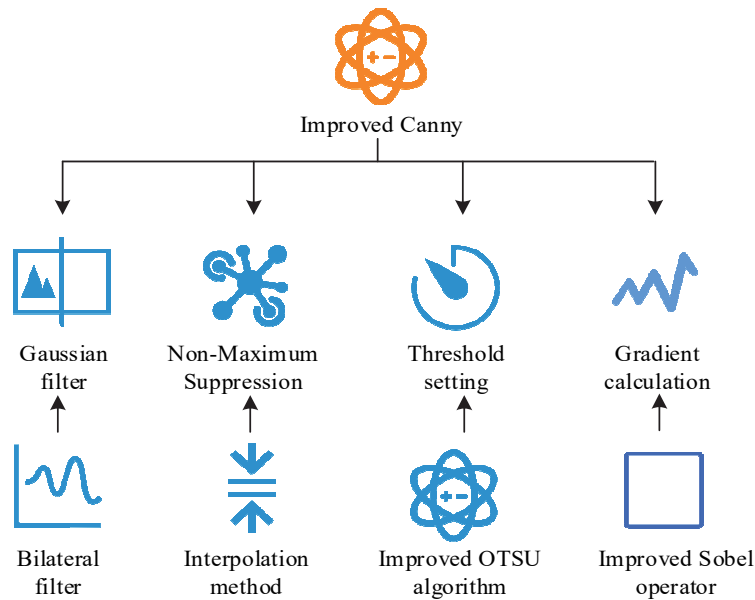 Improved Canny
Gaussian
filter
Non-Maximum
Suppression
Threshold
setting
Gradient
calculation
Bilateral
filter
Interpolation
method
Improved OTSU
algorithm
Improved Sobel
operator